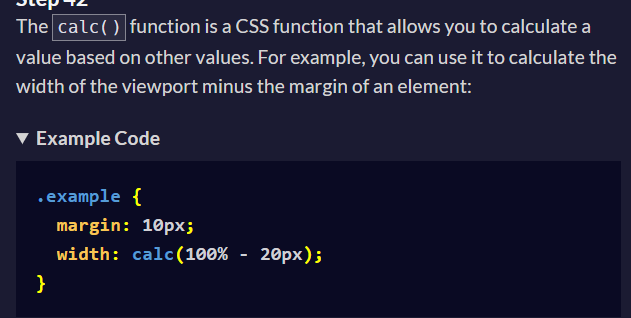 Step 42
The calc() function is a CSS function that allows you to calculate a
value based on other values. For example, you can use it to calculate the
width of the viewport minus the margin of an element:
▼ Example Code
.example {
  margin: 10px;
  width: calc(100% - 20px);
}